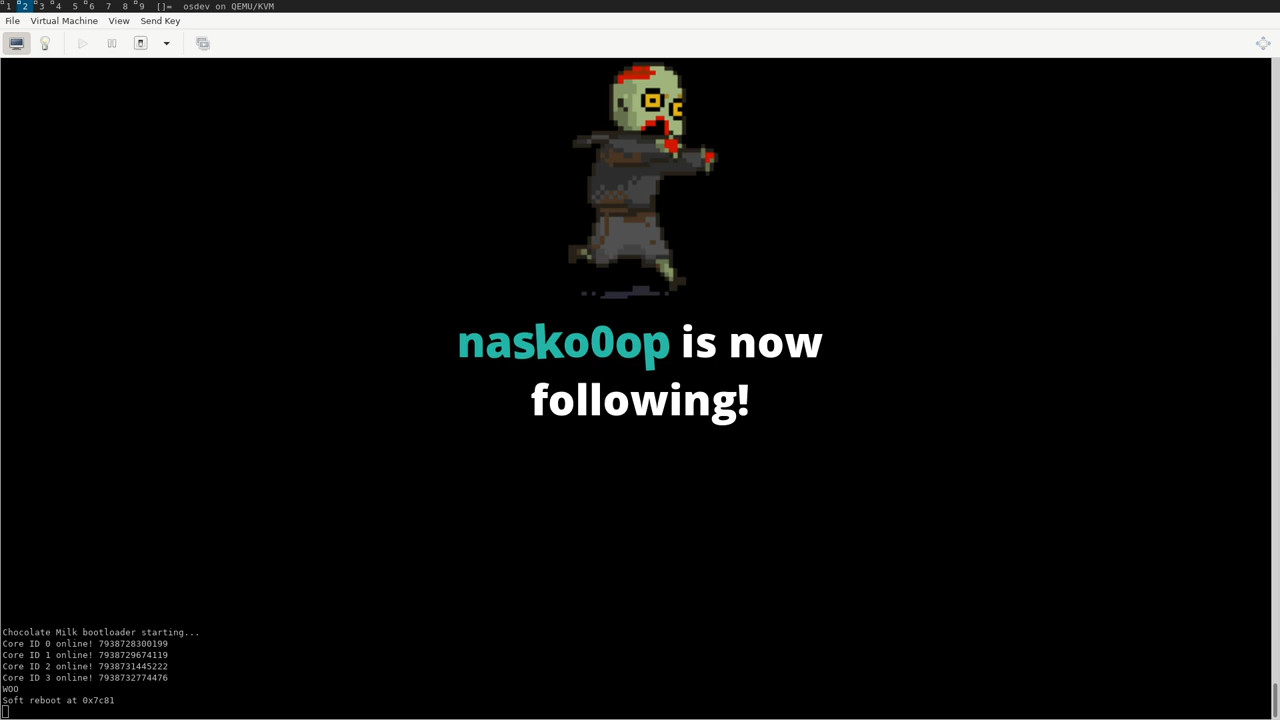 1 2 3 4 5 6 7 8 9 []= osdev on QEMU/KVM
File Virtual Machine View Send Key
nasko0op is now
following!
Chocolate Milk bootloader starting...
Core ID 0 online! 7938728300199
Core ID 1 online! 7938729674119
Core ID 2 online! 7938731445222
Core ID 3 online! 7938732774476
WOO
Soft reboot at 0x7c81